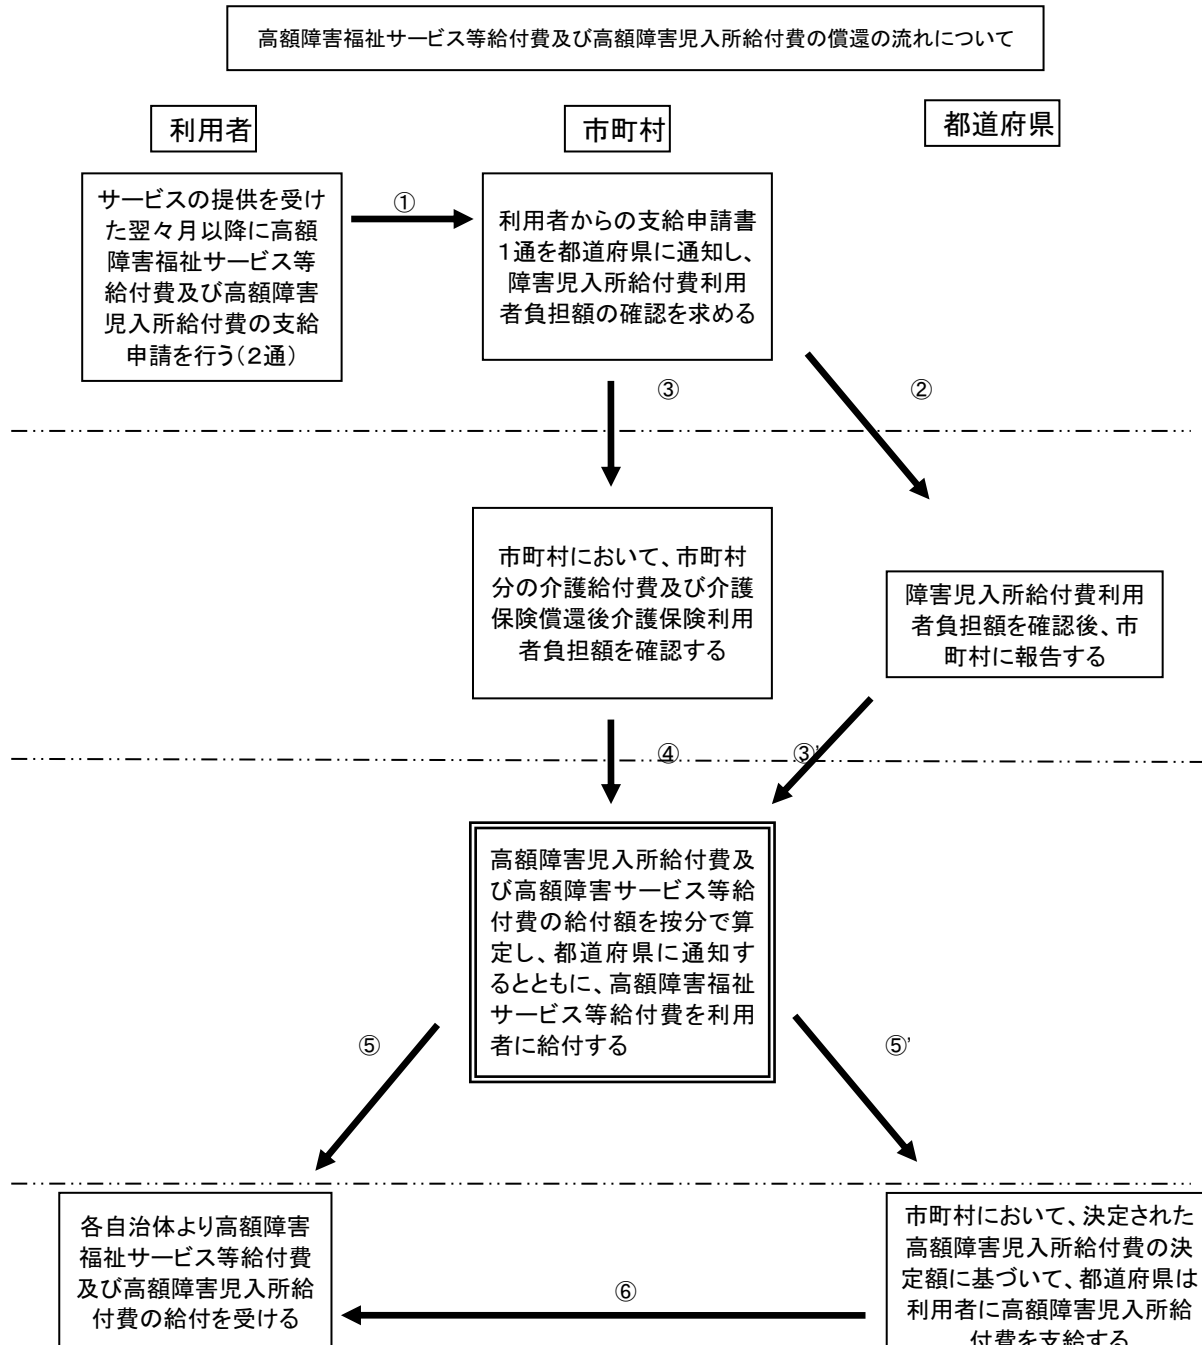 高額障害福祉サービス等給付費及び高額障害児入所給付費の償還の流れについて
利用者
市町村
都道府県
サービスの提供を受け
た翌々月以降に高額
障害福祉サービス等
給付費及び高額障害
児入所給付費の支給
申請を行う(2通)
①
利用者からの支給申請書
1通を都道府県に通知し、
障害児入所給付費利用
者負担額の確認を求める
③
②
市町村において、市町村
分の介護給付費及び介護
保険償還後介護保険利用
者負担額を確認する
障害児入所給付費利用
者負担額を確認後、市
町村に報告する
④
③'
高額障害児入所給付費及
び高額障害サービス等給
付費の給付額を按分で算
定し、都道府県に通知す
るとともに、高額障害福祉
サービス等給付費を利用
者に給付する
⑤
⑤'
各自治体より高額障害
福祉サービス等給付費
及び高額障害児入所給
付費の給付を受ける
⑥
市町村において、決定された
高額障害児入所給付費の決
定額に基づいて、都道府県は
利用者に高額障害児入所給
付費を支給する